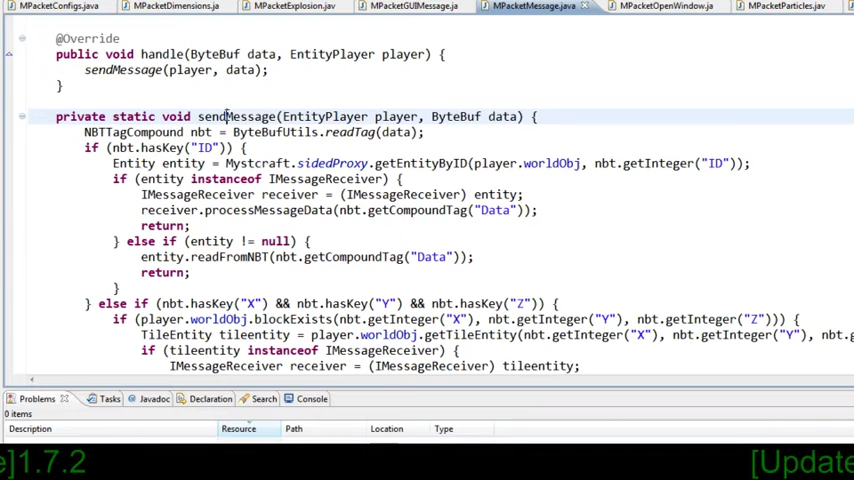 MPacketConfigs.java MPacketDimensions.ja MPacketExplosion.jav MPacketGUIMessage.ja MPacketMessage.java MPacketOpenWindow.ja MPacketParticles.jav
@Override
public void handle(ByteBuf data, EntityPlayer player) {
sendMessage(player, data);
}
private static void sendMessage(EntityPlayer player, ByteBuf data) {
NBTTagCompound nbt = ByteBufUtils.readTag(data);
if (nbt.hasKey("ID")) {
Entity entity = Mystcraft.sidedProxy.getEntityByID(player.worldObj, nbt.getInteger("ID"));
if (entity instanceof IMessageReceiver) {
IMessageReceiver receiver = (IMessageReceiver) entity;
receiver.processMessageData(nbt.getCompoundTag("Data"));
return;
} else if (entity != null) {
entity.readFromNBT(nbt.getCompoundTag("Data"));
return;
}
} else if (nbt.hasKey("X") && nbt.hasKey("Y") && nbt.hasKey("Z")) {
if (player.worldObj.blockExists(nbt.getInteger("X"), nbt.getInteger("Y"), nbt.getInteger("Z"))) {
TileEntity tileentity = player.worldObj.getTileEntity(nbt.getInteger("X"), nbt.getInteger("Y"), nbt.g
if (tileentity instanceof IMessageReceiver) {
IMessageReceiver receiver = (IMessageReceiver) tileentity;
Problems Tasks Javadoc Declaration Search Console
0 items
Description Resource Path Location Type
e]1.7.2 [Update